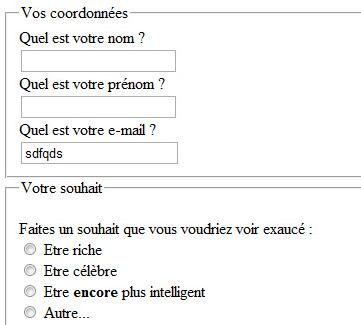 Vos coordonnées
Quel est votre nom ?
Quel est votre prénom ?
Quel est votre e-mail ?
sdfqds
Votre souhait
Faites un souhait que vous voudriez voir exaucé :
Etre riche
Etre célèbre
Etre encore plus intelligent
Autre...